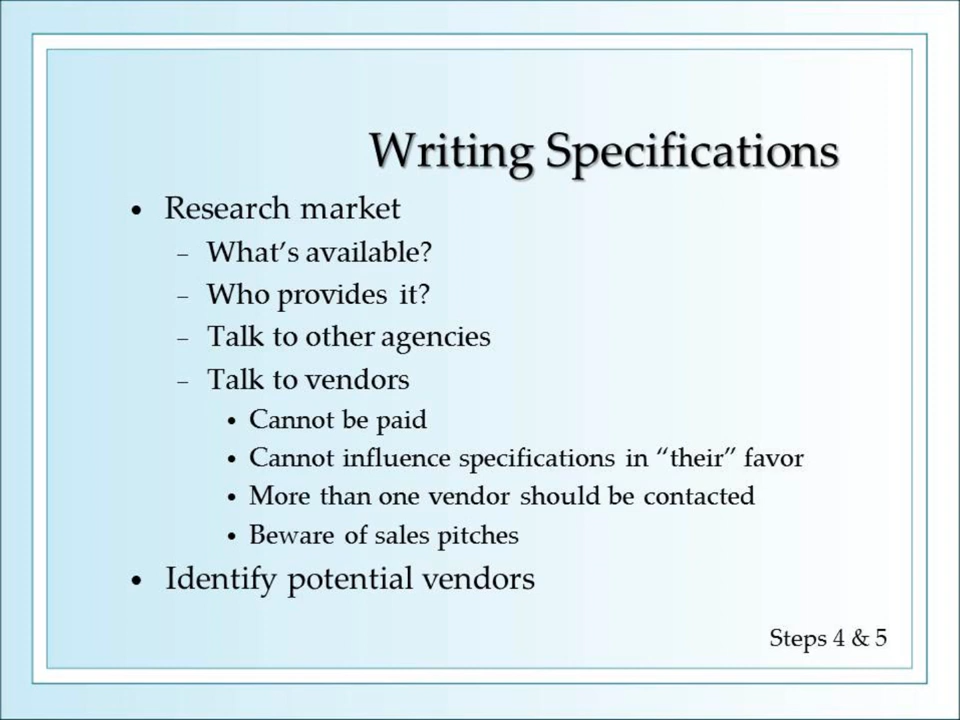 Writing Specifications
• Research market
– What's available?
– Who provides it?
– Talk to other agencies
– Talk to vendors
• Cannot be paid
• Cannot influence specifications in “their” favor
• More than one vendor should be contacted
• Beware of sales pitches
• Identify potential vendors
Steps 4 & 5